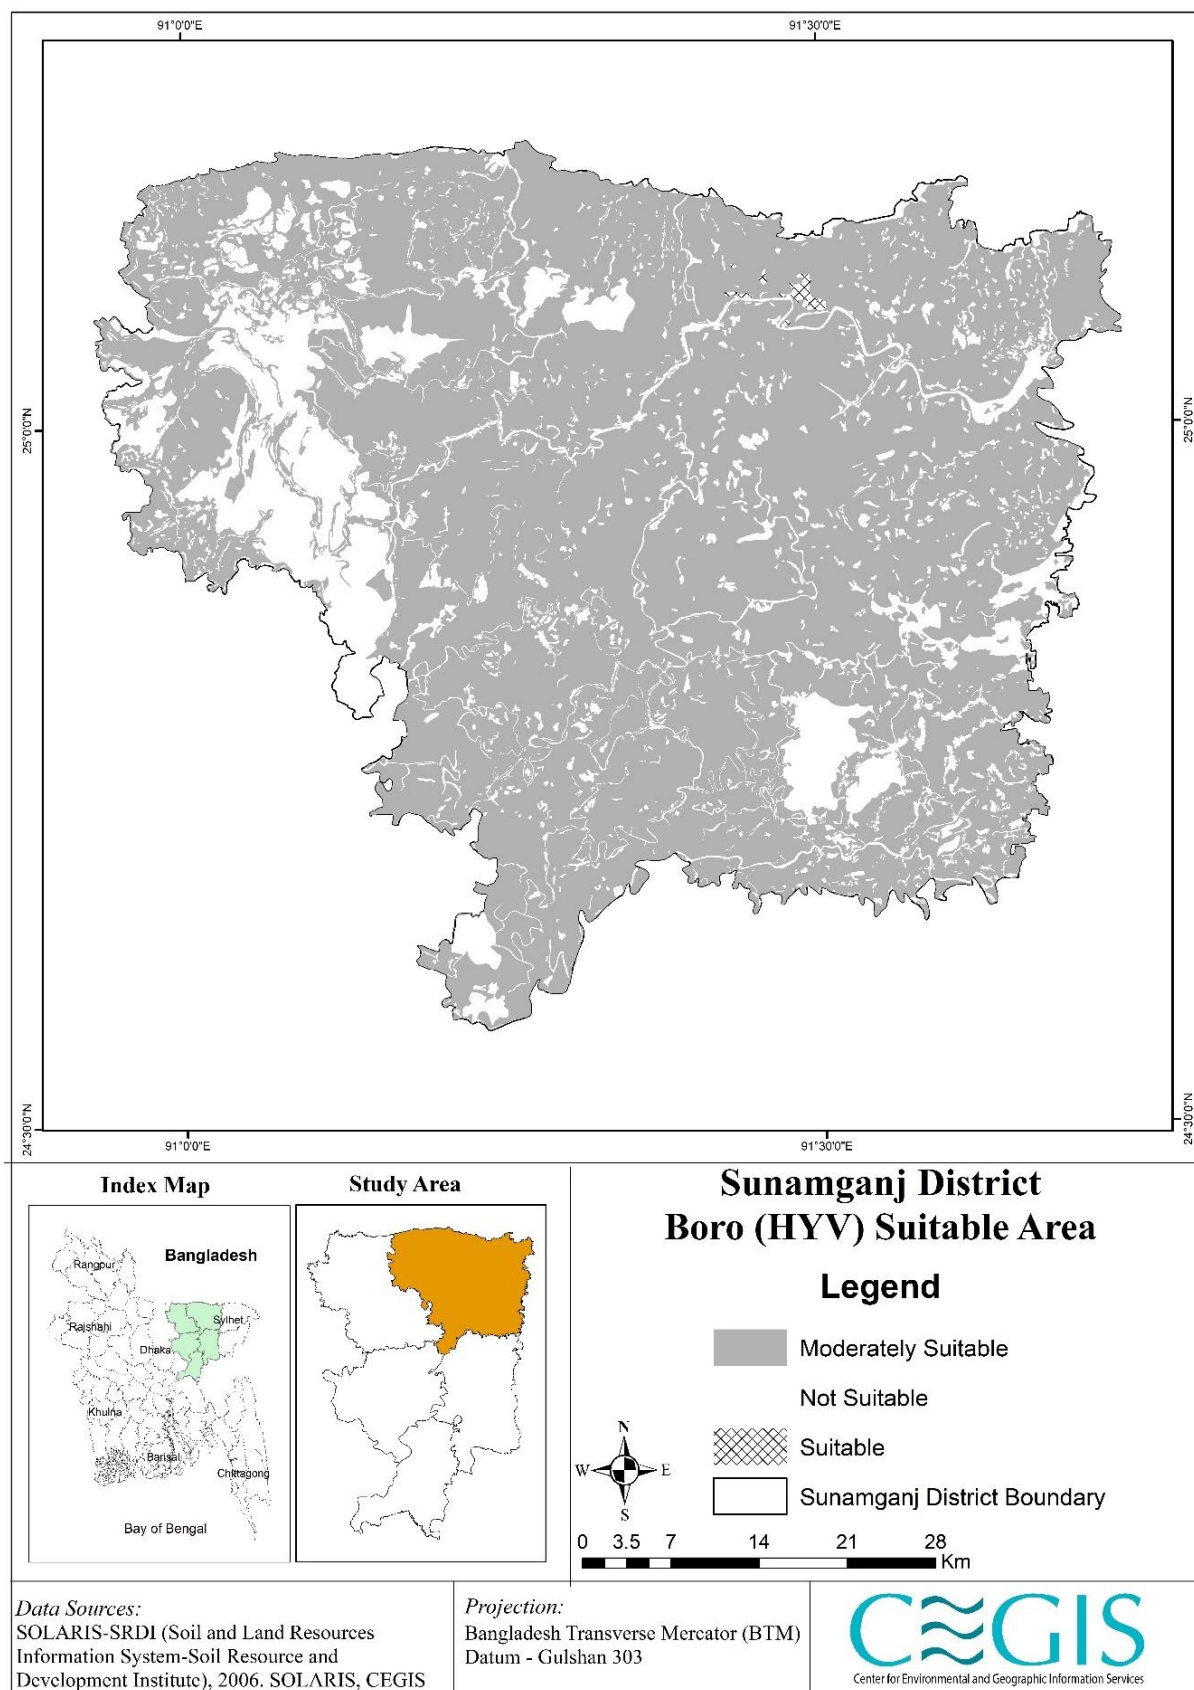 91°0'0"E
91°30'0"E
25°0'0"N
25°0'0"N
24°30'0"N
24°30'0"N
91°0'0"E
91°30'0"E
Index Map
Study Area
Bangladesh
Rangpur
Rajshahi
Sylhet
Dhaka
Khulna
Barisal
Chittagong
Bay of Bengal
Sunamganj District
Boro (HYV) Suitable Area
Legend
Moderately Suitable
Not Suitable
Suitable
Sunamganj District Boundary
N
W E
S
0 3.5 7 14 21 28
Km
Data Sources:
SOLARIS-SRDI (Soil and Land Resources
Information System-Soil Resource and
Development Institute), 2006. SOLARIS, CEGIS
Projection:
Bangladesh Transverse Mercator (BTM)
Datum - Gulshan 303
CEGIS
Center for Environmental and Geographic Information Services